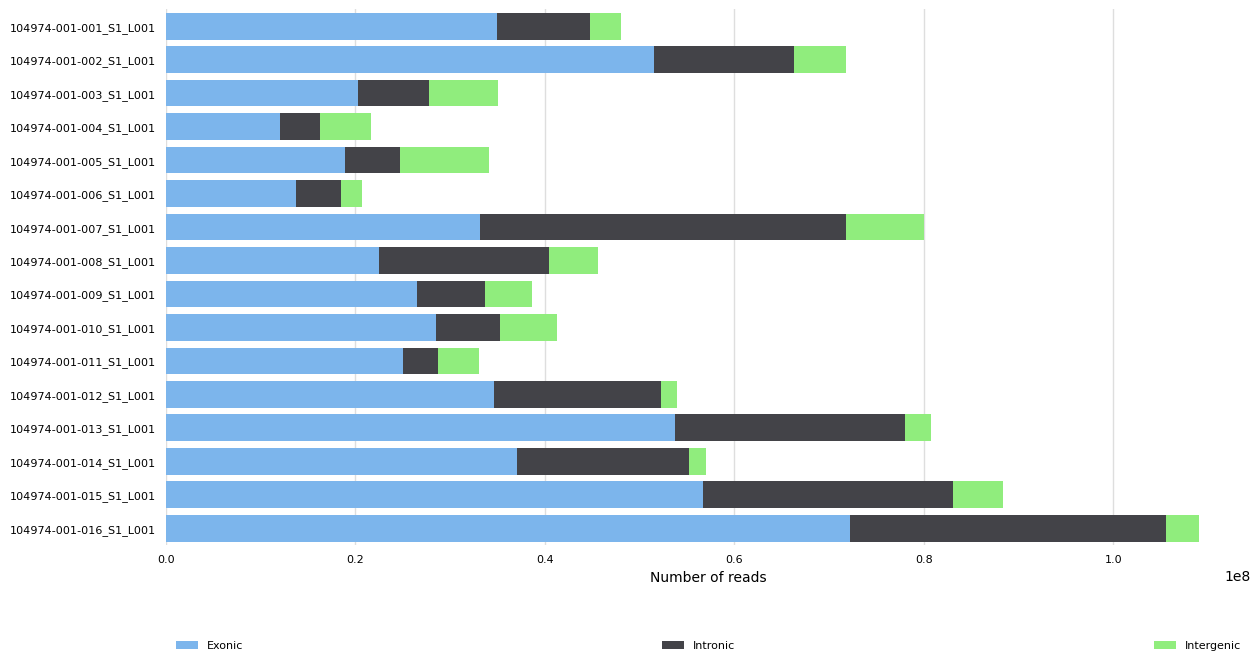 104974-001-001_S1_L001
104974-001-002_S1_L001
104974-001-003_S1_L001
104974-001-004_S1_L001
104974-001-005_S1_L001
104974-001-006_S1_L001
104974-001-007_S1_L001
104974-001-008_S1_L001
104974-001-009_S1_L001
104974-001-010_S1_L001
104974-001-011_S1_L001
104974-001-012_S1_L001
104974-001-013_S1_L001
104974-001-014_S1_L001
104974-001-015_S1_L001
104974-001-016_S1_L001
0.0 0.2 0.4 0.6 0.8 1.0
Number of reads
1e8
Exonic Intronic Intergenic